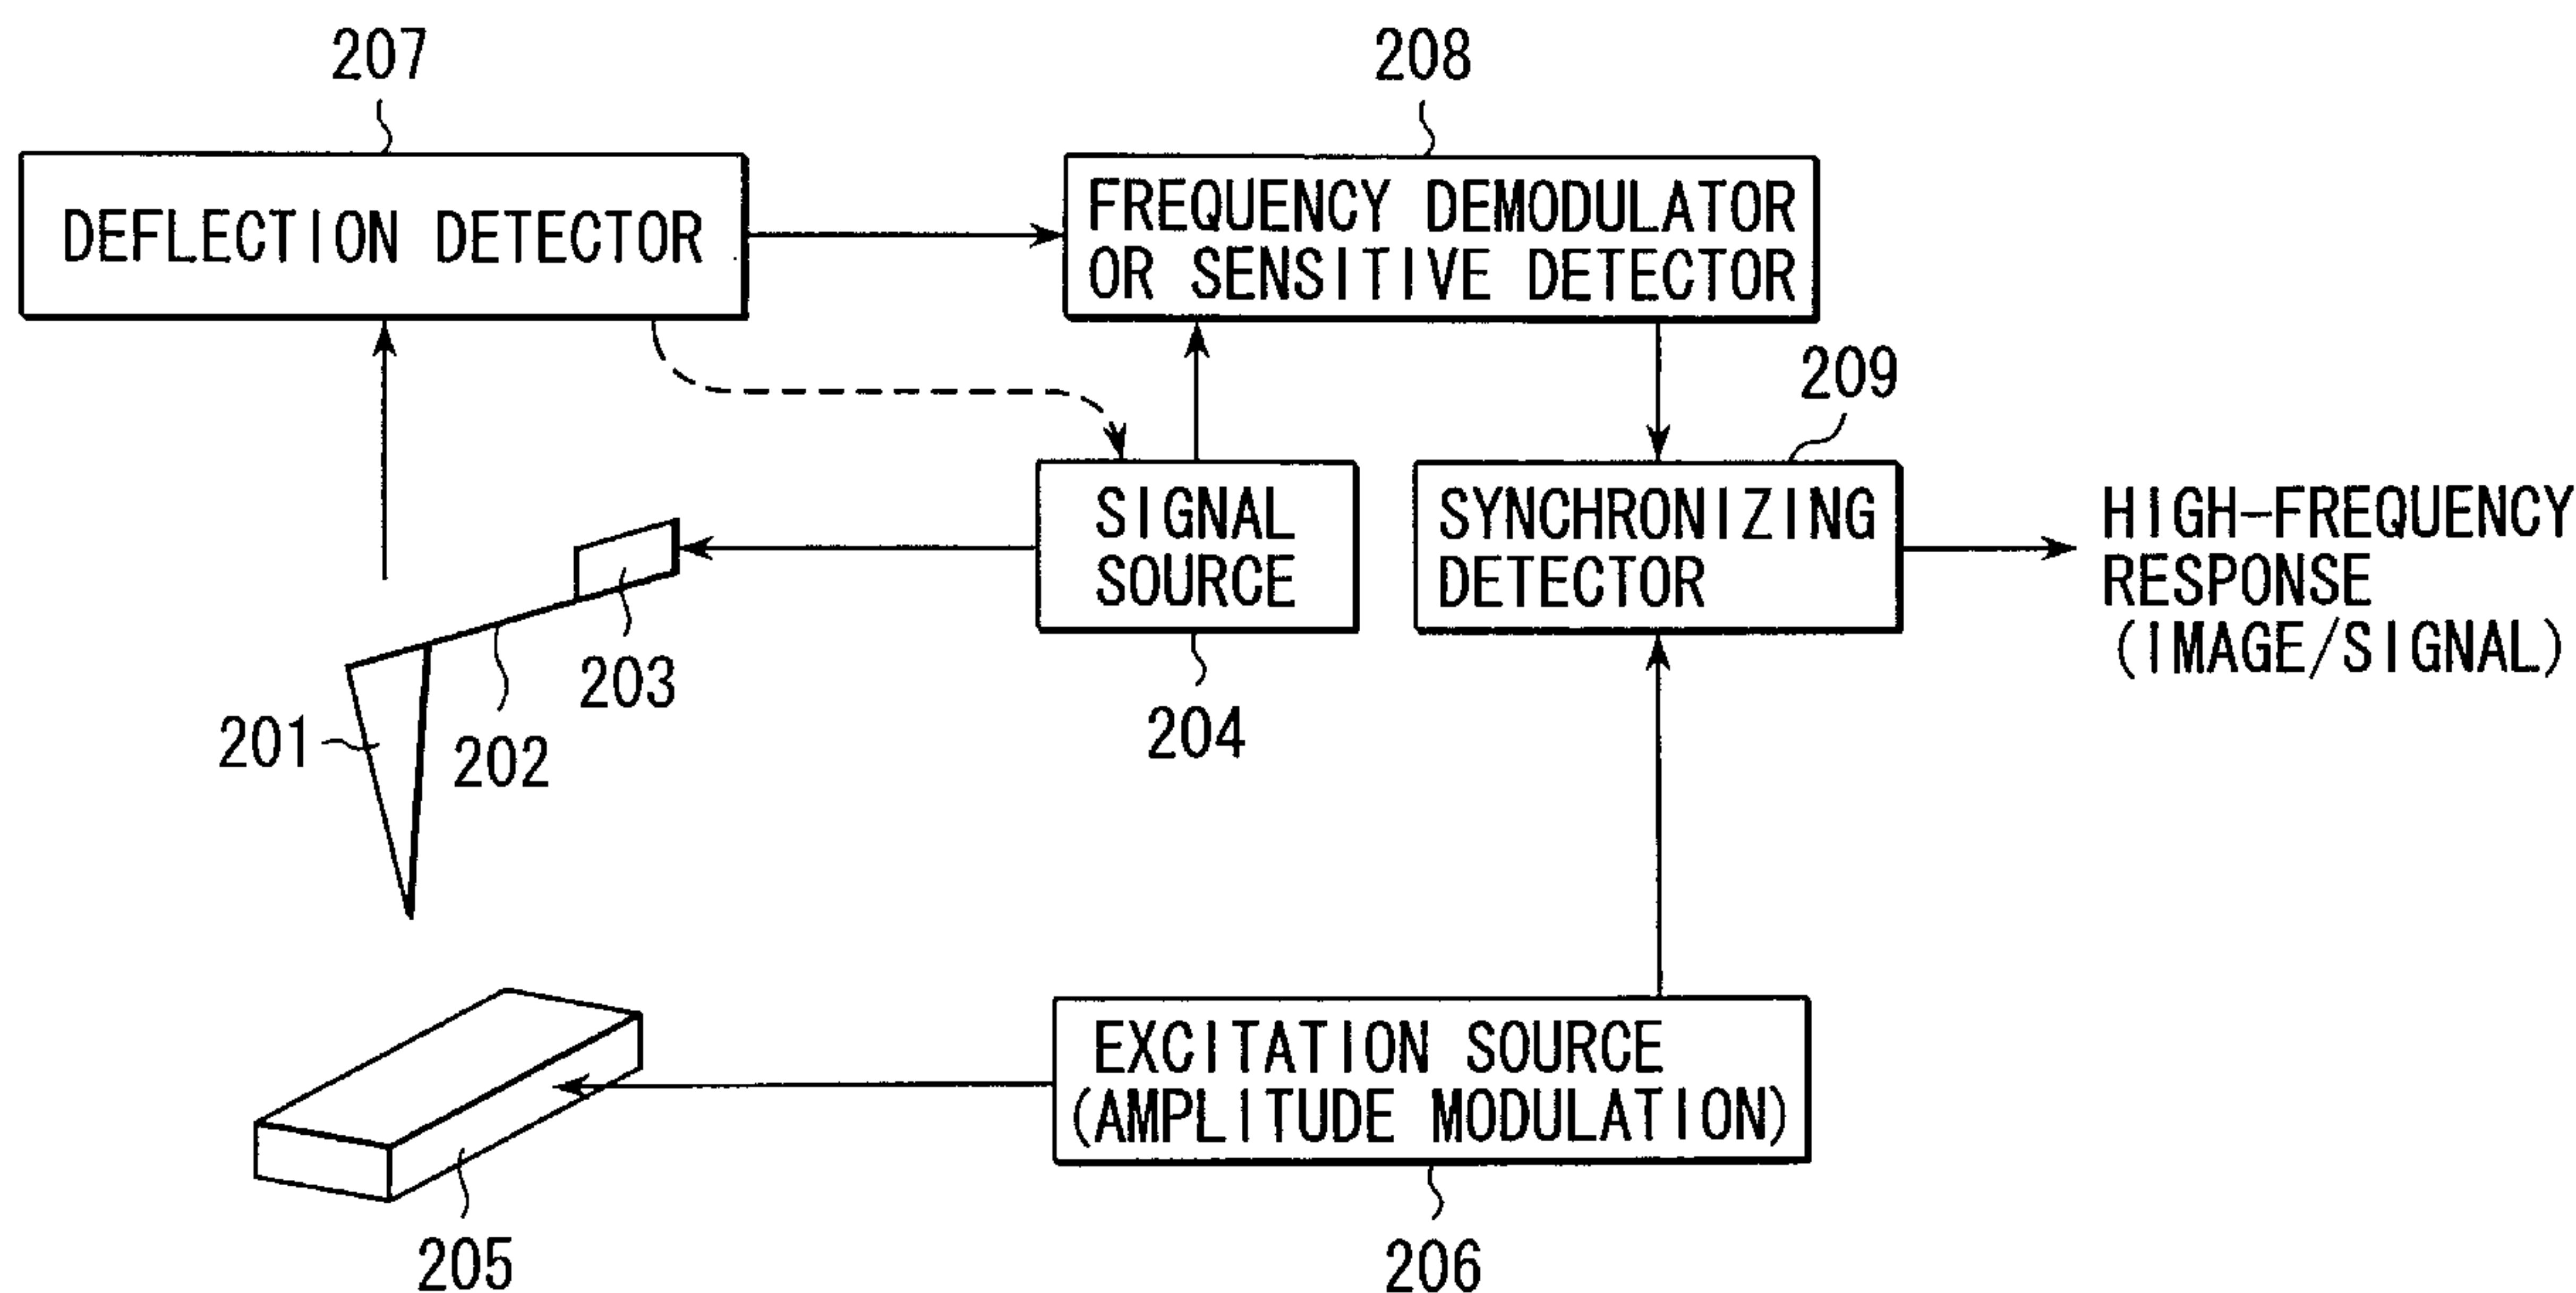 207
208
DEFLECTION DETECTOR
FREQUENCY DEMODULATOR
OR SENSITIVE DETECTOR
209
SIGNAL
SOURCE
SYNCHRONIZING
DETECTOR
HIGH-FREQUENCY
RESPONSE
(IMAGE/SIGNAL)
203
201
202
204
EXCITATION SOURCE
(AMPLITUDE MODULATION)
205
206